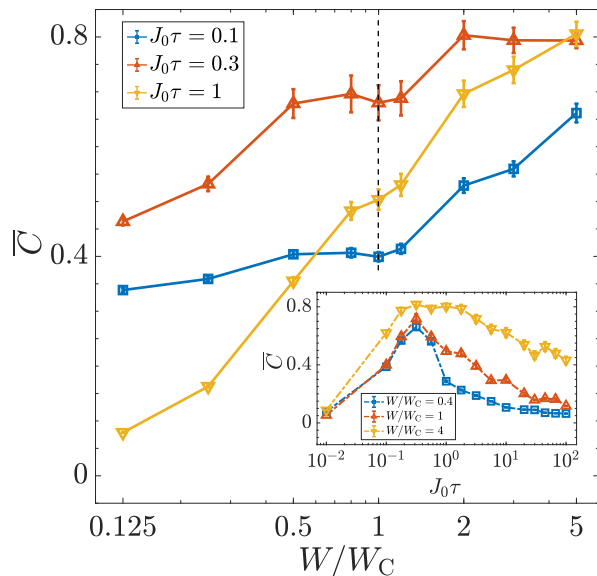 0.8
0.4
0
C̅
J₀τ = 0.1
J₀τ = 0.3
J₀τ = 1
0.8
0.4
0
C̅
W/W_C = 0.4
W/W_C = 1
W/W_C = 4
10⁻² 10⁻¹ 10⁰ 10¹ 10²
J₀τ
0.125 0.5 1 2 5
W/W_C